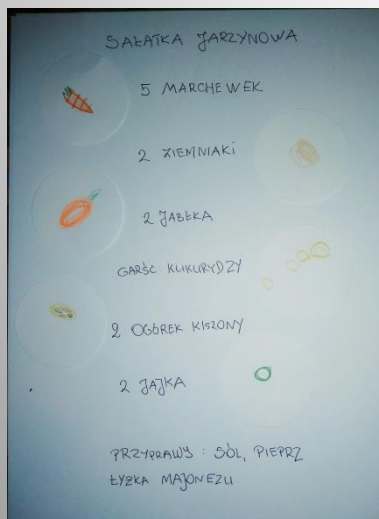 SAŁATKA JARZYNOWA
5 MARCHEWEK
2 ZIEMNIAKI
2 JABŁKA
GARŚĆ KUKURYDZY
2 OGÓREK KISZONY
2 JAJKA
PRZYPRAWY : SÓL, PIEPRZ
ŁYŻKA MAJONEZU